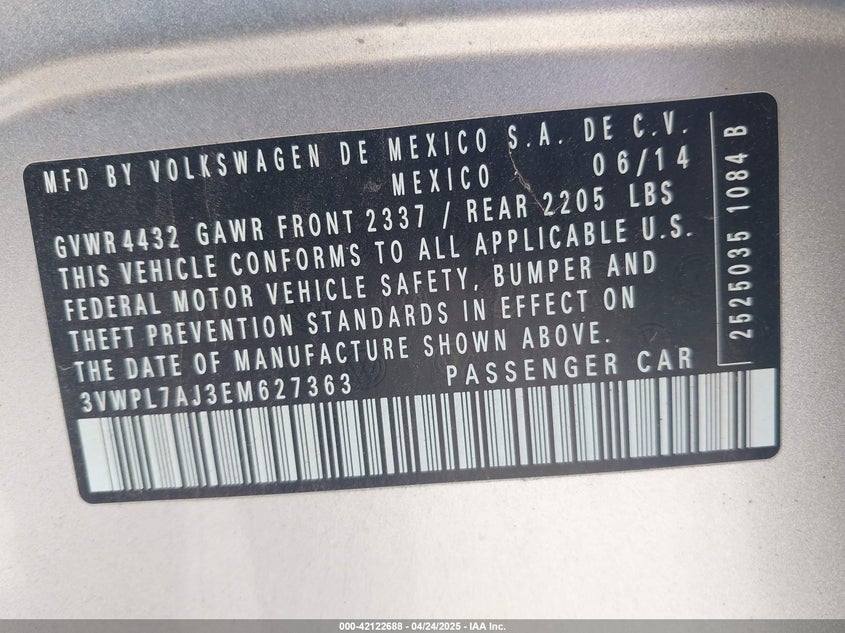 MFD BY VOLKSWAGEN DE MEXICO S.A. DE C.V.
MEXICO 06/14
GVWR 4432 GAWR FRONT 2337 / REAR 2205 LBS
THIS VEHICLE CONFORMS TO ALL APPLICABLE U.S.
FEDERAL MOTOR VEHICLE SAFETY, BUMPER AND
THEFT PREVENTION STANDARDS IN EFFECT ON
THE DATE OF MANUFACTURE SHOWN ABOVE.
3VWPL7AJ3EM627363 PASSENGER CAR
2525035 1084 B
000-42122688 - 04/24/2025 - IAA Inc.